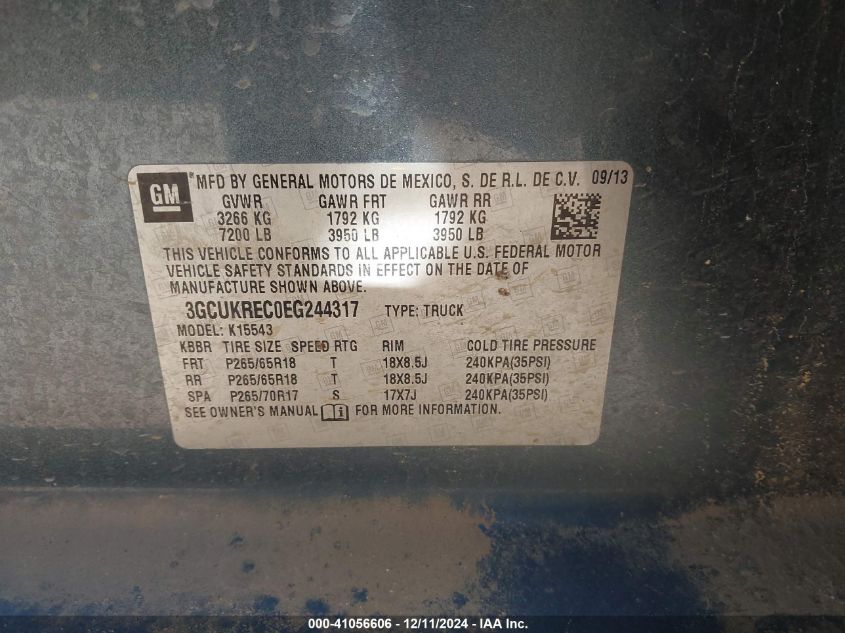 GM MFD BY GENERAL MOTORS DE MEXICO, S. DE R.L. DE C.V. 09/13
GVWR GAWR FRT GAWR RR
3266 KG 1792 KG 1792 KG
7200 LB 3950 LB 3950 LB
THIS VEHICLE CONFORMS TO ALL APPLICABLE U.S. FEDERAL MOTOR
VEHICLE SAFETY STANDARDS IN EFFECT ON THE DATE OF
MANUFACTURE SHOWN ABOVE.
3GCUKREC0EG244317 TYPE: TRUCK
MODEL: K15543
KBBR TIRE SIZE SPEED RTG RIM COLD TIRE PRESSURE
FRT P265/65R18 T 18X8.5J 240KPA(35PSI)
RR P265/65R18 T 18X8.5J 240KPA(35PSI)
SPA P265/70R17 S 17X7J 240KPA(35PSI)
SEE OWNER'S MANUAL FOR MORE INFORMATION.
000-41056606 - 12/11/2024 - IAA Inc.